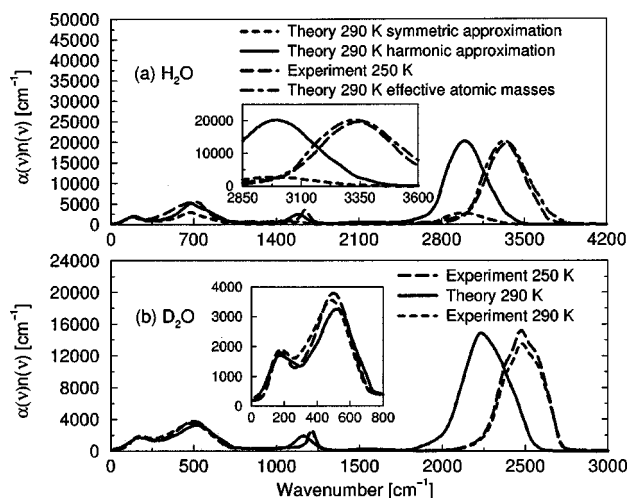 50000
45000
40000
35000
30000
25000
20000
15000
10000
5000
0
α(ν)n(ν) [cm⁻¹]
(a) H₂O
Theory 290 K symmetric approximation
Theory 290 K harmonic approximation
Experiment 250 K
Theory 290 K effective atomic masses
20000
10000
0
2850 3100 3350 3600
0 700 1400 2100 2800 3500 4200
24000
20000
16000
12000
8000
4000
0
α(ν)n(ν) [cm⁻¹]
(b) D₂O
Experiment 250 K
Theory 290 K
Experiment 290 K
4000
3000
2000
1000
0
0 200 400 600 800
0 500 1000 1500 2000 2500 3000
Wavenumber [cm⁻¹]